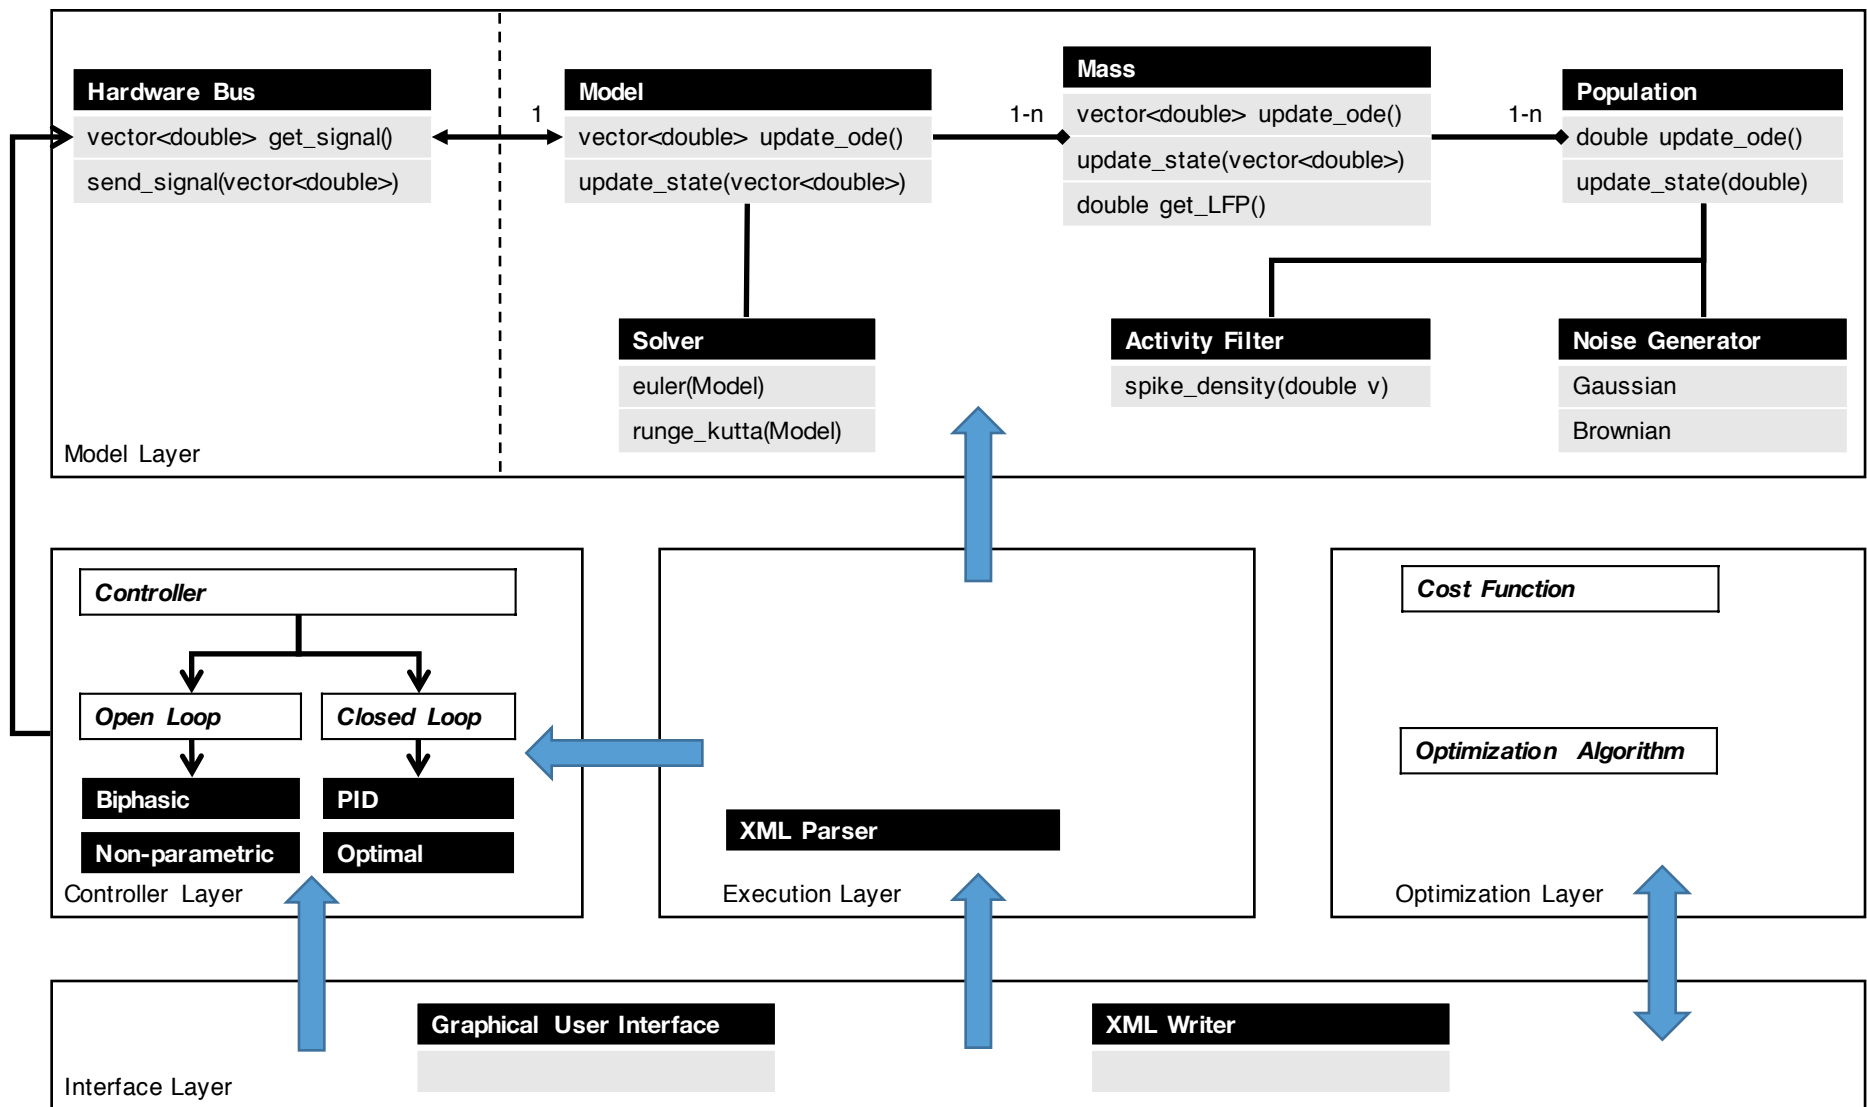 Hardware Bus
vector<double> get_signal()
send_signal(vector<double>)
1
Model
vector<double> update_ode()
update_state(vector<double>)
1-n
Mass
vector<double> update_ode()
update_state(vector<double>)
double get_LFP()
1-n
Population
double update_ode()
update_state(double)
Solver
euler(Model)
runge_kutta(Model)
Activity Filter
spike_density(double v)
Noise Generator
Gaussian
Brownian
Model Layer
Controller
Open Loop
Closed Loop
Biphasic
PID
Non-parametric
Optimal
Controller Layer
XML Parser
Execution Layer
Cost Function
Optimization Algorithm
Optimization Layer
Graphical User Interface
XML Writer
Interface Layer